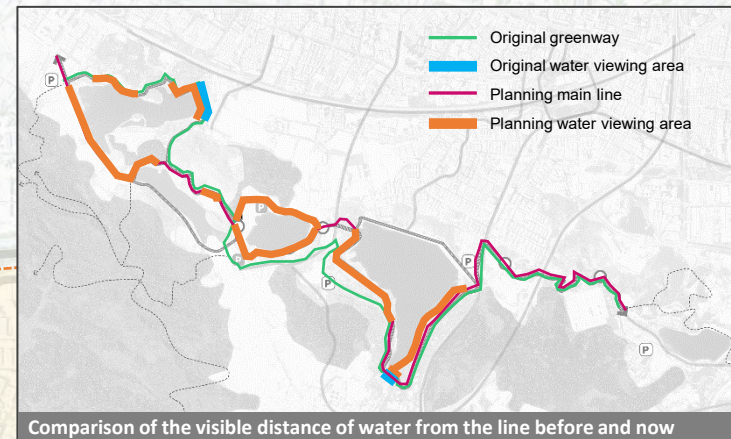 Original greenway
Original water viewing area
Planning main line
Planning water viewing area
P
P
P
P
P
P
Comparison of the visible distance of water from the line before and now